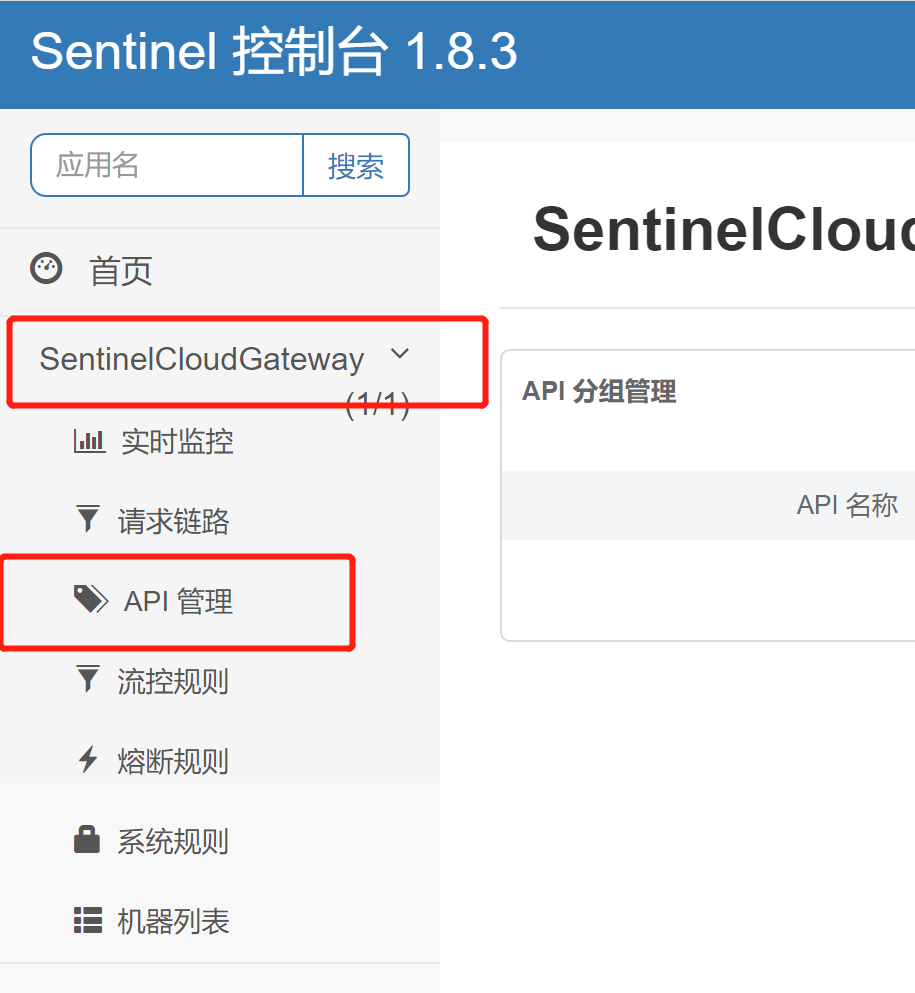 Sentinel 控制台 1.8.3
应用名
搜索
首页
SentinelCloudGateway
(1/1)
实时监控
请求链路
API 管理
流控规则
熔断规则
系统规则
机器列表
SentinelCloud
API 分组管理
API 名称